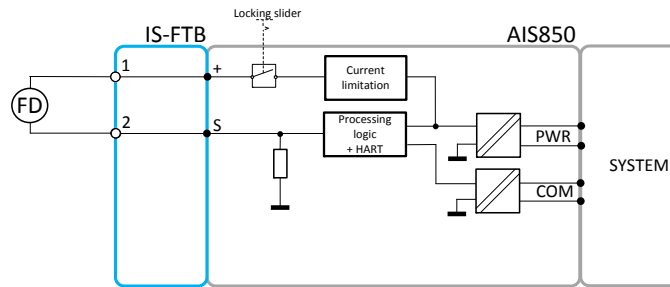 Locking slider
IS-FTB
AIS850
1
+
Current
limitation
FD
2
S
Processing
logic
+ HART
PWR
COM
SYSTEM